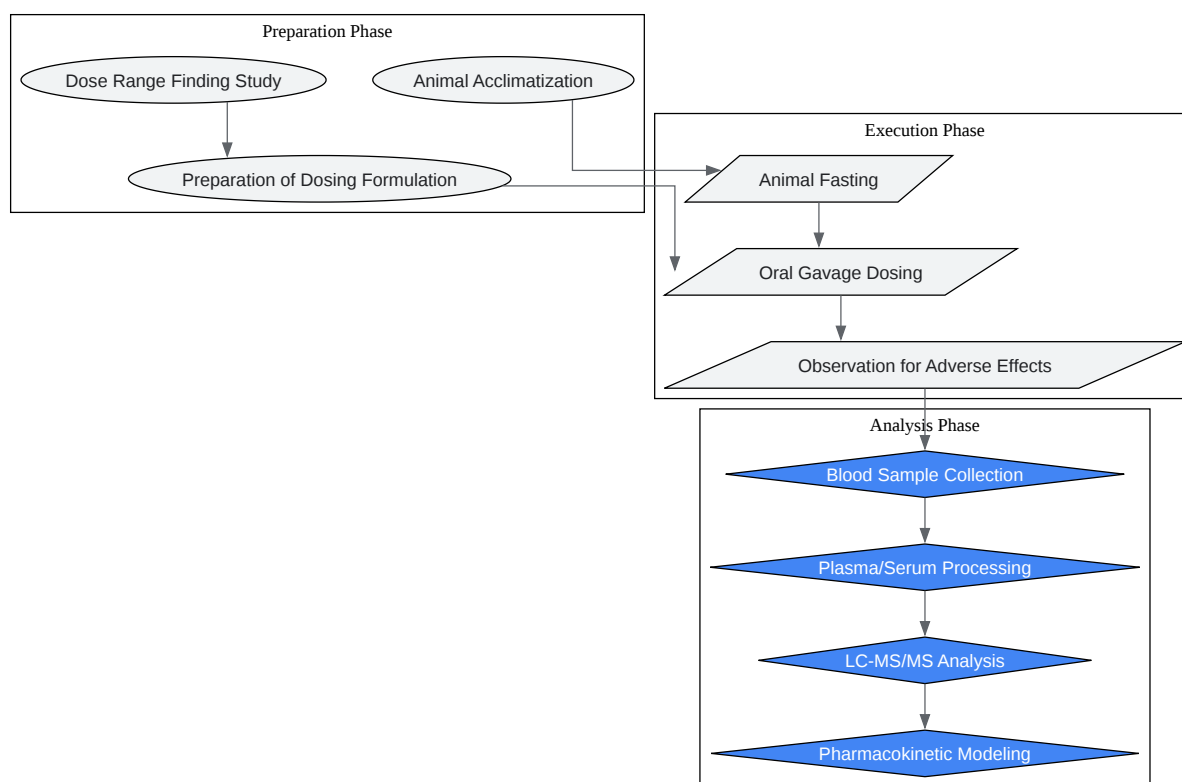 Preparation Phase
Dose Range Finding Study
Animal Acclimatization
Preparation of Dosing Formulation
Execution Phase
Animal Fasting
Oral Gavage Dosing
Observation for Adverse Effects
Analysis Phase
Blood Sample Collection
Plasma/Serum Processing
LC-MS/MS Analysis
Pharmacokinetic Modeling